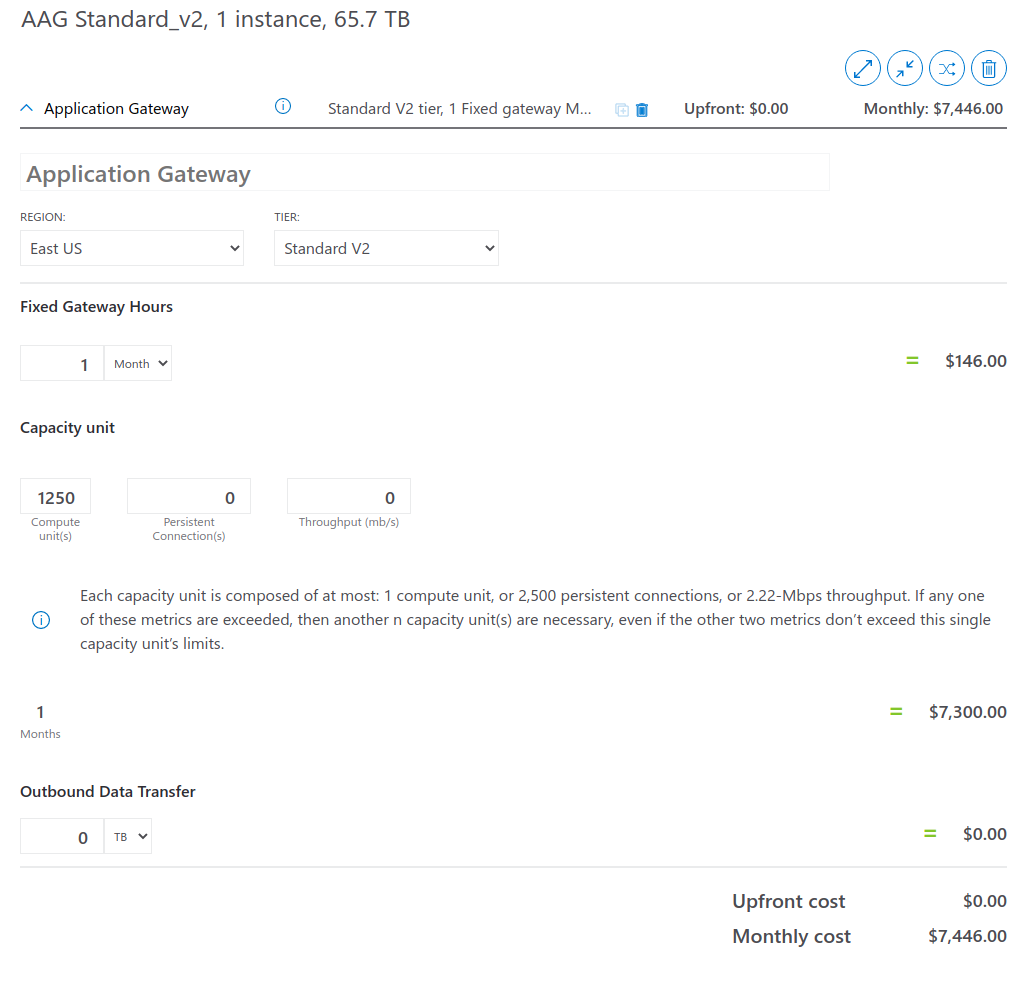 AAG Standard_v2, 1 instance, 65.7 TB
Application Gateway Standard V2 tier, 1 Fixed gateway M... Upfront: $0.00 Monthly: $7,446.00
Application Gateway
REGION: TIER:
East US Standard V2
Fixed Gateway Hours
1 Month = $146.00
Capacity unit
1250 0 0
Compute unit(s) Persistent Connection(s) Throughput (mb/s)
Each capacity unit is composed of at most: 1 compute unit, or 2,500 persistent connections, or 2.22-Mbps throughput. If any one
of these metrics are exceeded, then another n capacity unit(s) are necessary, even if the other two metrics don’t exceed this single
capacity unit’s limits.
1 = $7,300.00
Months
Outbound Data Transfer
0 TB = $0.00
Upfront cost $0.00
Monthly cost $7,446.00